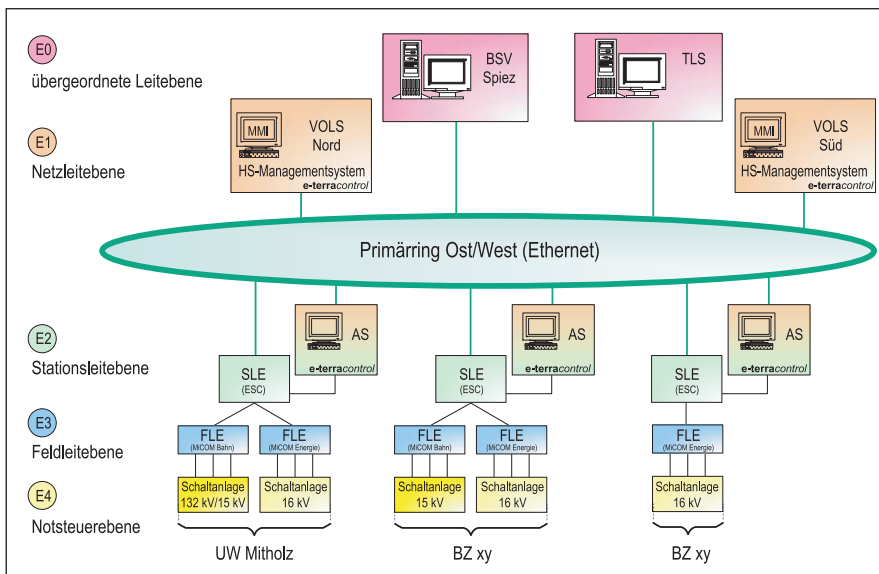 E0
übergeordnete Leitebene
BSV
Spiez
TLS
E1
Netzleitebene
MMI
VOLS
Nord
HS-Managementsystem
e-terracontrol
MMI
VOLS
Süd
HS-Managementsystem
e-terracontrol
Primärring Ost/West (Ethernet)
E2
Stationsleitebene
AS
e-terracontrol
SLE
(ESC)
AS
e-terracontrol
SLE
(ESC)
AS
e-terracontrol
SLE
(ESC)
E3
Feldleitebene
FLE
(MiCOM Bahn)
FLE
(MiCOM Energie)
FLE
(MiCOM Bahn)
FLE
(MiCOM Energie)
FLE
(MiCOM Energie)
E4
Notsteuerebene
Schaltanlage
132 kV/15 kV
Schaltanlage
16 kV
Schaltanlage
15 kV
Schaltanlage
16 kV
Schaltanlage
16 kV
UW Mitholz
BZ xy
BZ xy